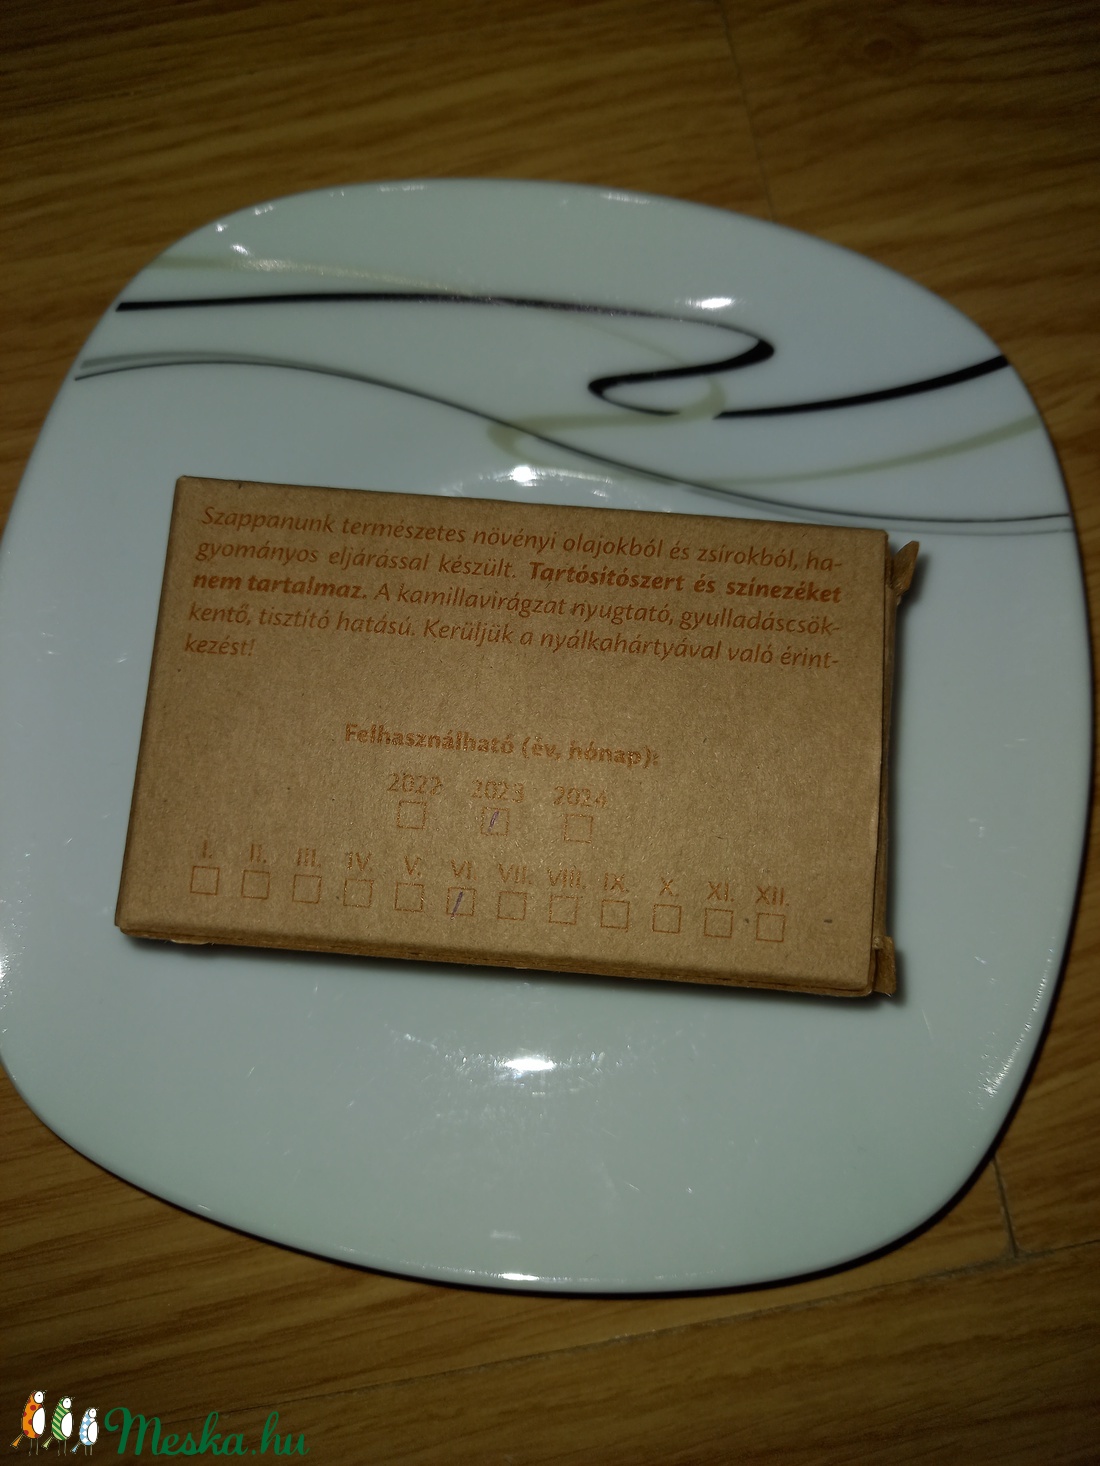 Szappanunk természetes növényi olajokból és zsírokból, ha-
gyományos eljárással készült. Tartósítószert és színezéket
nem tartalmaz. A kamillavirágzat nyugtató, gyulladáscsök-
kentő, tisztító hatású. Kerüljük a nyálkahártyával való érint-
kezést!
Felhasználható (év, hónap):
2022 2023 2024
I. II. III. IV. V. VI. VII. VIII. IX. X. XI. XII.
Meska.hu